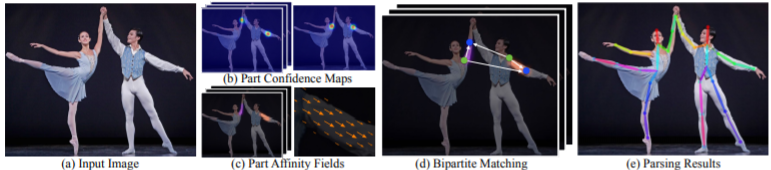 (b) Part Confidence Maps
(a) Input Image
(c) Part Affinity Fields
(d) Bipartite Matching
(e) Parsing Results